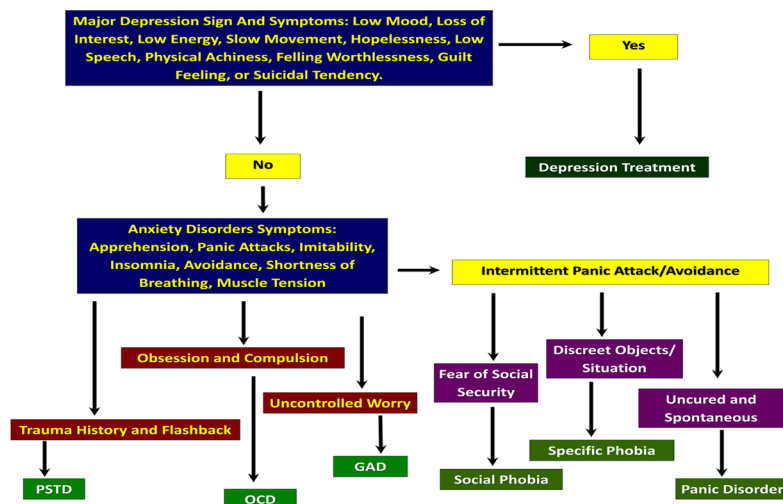 Major Depression Sign And Symptoms: Low Mood, Loss of
Interest, Low Energy, Slow Movement, Hopelessness, Low
Speech, Physical Achiness, Felling Worthlessness, Guilt
Feeling, or Suicidal Tendency.
Yes
No
Depression Treatment
Anxiety Disorders Symptoms:
Apprehension, Panic Attacks, Imitability,
Insomnia, Avoidance, Shortness of
Breathing, Muscle Tension
Intermittent Panic Attack/Avoidance
Obsession and Compulsion
Fear of Social
Security
Discreet Objects/
Situation
Uncontrolled Worry
Uncured and
Spontaneous
Trauma History and Flashback
Specific Phobia
GAD
Social Phobia
PSTD
OCD
Panic Disorder